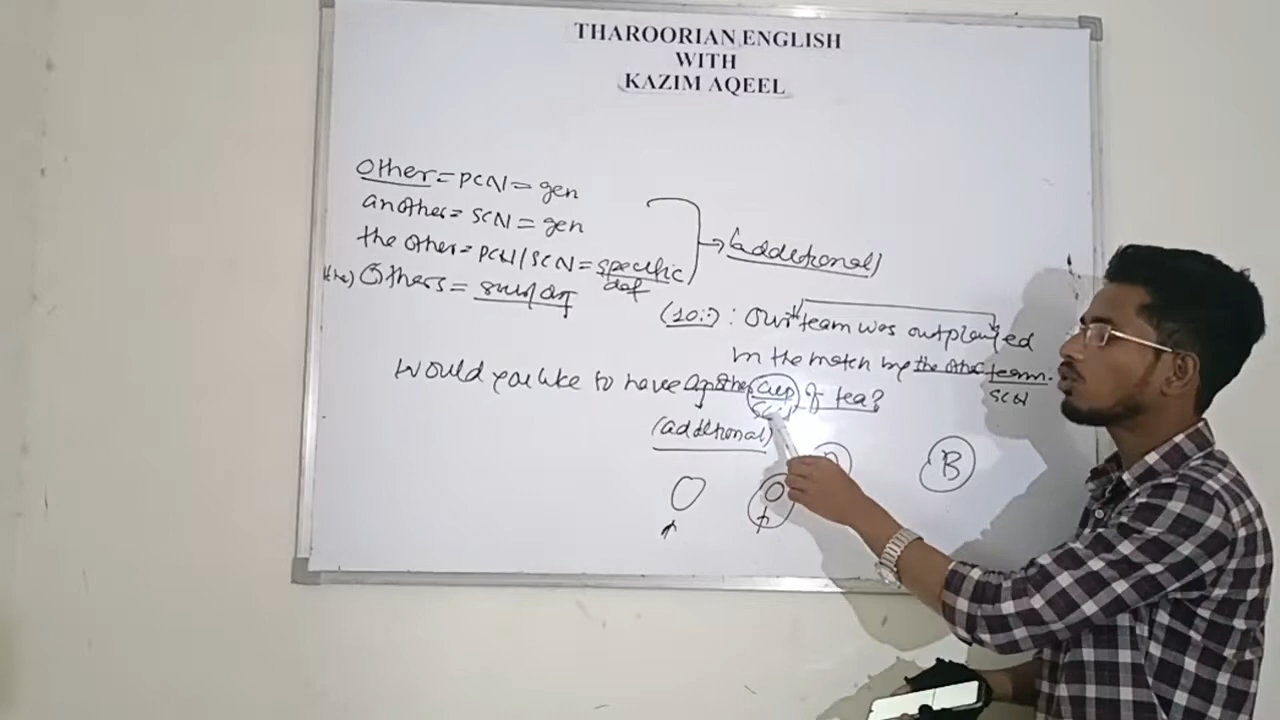 THAROORIAN ENGLISH
WITH
KAZIM AQEEL
Other = PCN = gen
another = SCN = gen
the other = PCN/SCN = specific
def
(additional)
(the) Others =
(10:-) : Our team was outplayed
in the match by the other team.
SCN
Would you like to have another cup of tea?
SCN
(additional)
B